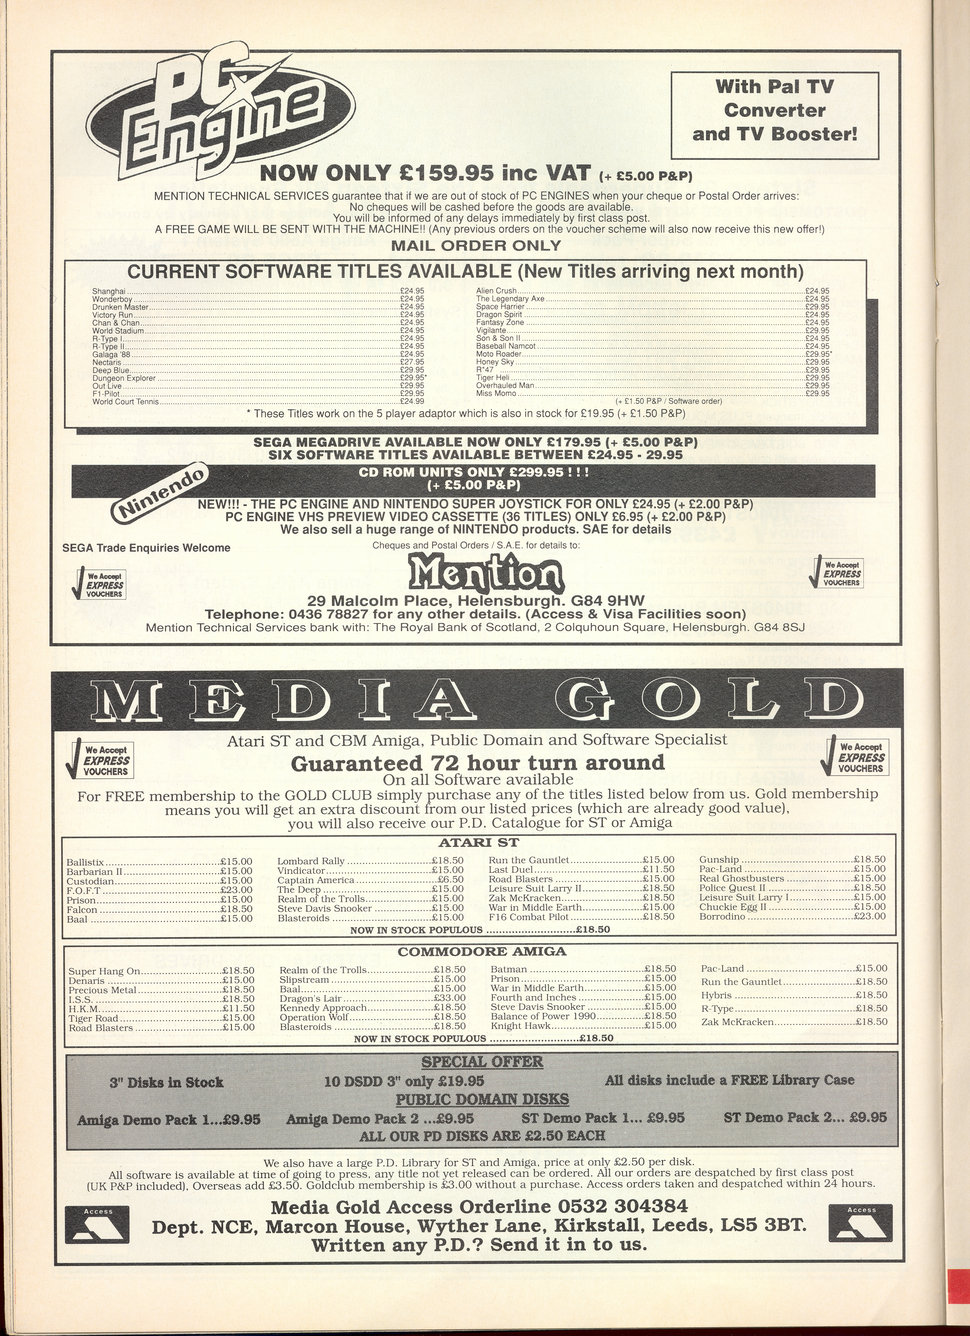 PC Engine
With Pal TV
Converter
and TV Booster!
NOW ONLY £159.95 inc VAT (+ £5.00 P&P)
MENTION TECHNICAL SERVICES guarantee that if we are out of stock of PC ENGINES when your cheque or Postal Order arrives:
No cheques will be cashed before the goods are available.
You will be informed of any delays immediately by first class post.
A FREE GAME WILL BE SENT WITH THE MACHINE!! (Any previous orders on the voucher scheme will also now receive this new offer!)
MAIL ORDER ONLY
CURRENT SOFTWARE TITLES AVAILABLE (New Titles arriving next month)
Shanghai £24.95
Wonderboy £24.95
Drunken Master £24.95
Victory Run £24.95
Chan & Chan £24.95
World Stadium £24.95
R-Type I £24.95
R-Type II £24.95
Galaga '88 £24.95
Nectaris £27.95
Deep Blue £29.95
Dungeon Explorer £29.95*
Out Live £29.95
F1-Pilot £29.95
World Court Tennis £24.99
Alien Crush £24.95
The Legendary Axe £24.95
Space Harrier £29.95
Dragon Spirit £24.95
Fantasy Zone £24.95
Vigilante £29.95
Son & Son II £24.95
Baseball Namcot £24.95
Moto Roader £29.95*
Honey Sky £29.95
R*47 £29.95
Tiger Heli £29.95
Overhauled Man £29.95
Miss Momo £29.95
(+ £1.50 P&P / Software order)
* These Titles work on the 5 player adaptor which is also in stock for £19.95 (+ £1.50 P&P)
SEGA MEGADRIVE AVAILABLE NOW ONLY £179.95 (+ £5.00 P&P)
SIX SOFTWARE TITLES AVAILABLE BETWEEN £24.95 - 29.95
CD ROM UNITS ONLY £299.95 ! ! !
(+ £5.00 P&P)
Nintendo
NEW!!! - THE PC ENGINE AND NINTENDO SUPER JOYSTICK FOR ONLY £24.95 (+ £2.00 P&P)
PC ENGINE VHS PREVIEW VIDEO CASSETTE (36 TITLES) ONLY £6.95 (+ £2.00 P&P)
We also sell a huge range of NINTENDO products. SAE for details
SEGA Trade Enquiries Welcome
Cheques and Postal Orders / S.A.E. for details to:
We Accept
EXPRESS
VOUCHERS
Mention
We Accept
EXPRESS
VOUCHERS
29 Malcolm Place, Helensburgh. G84 9HW
Telephone: 0436 78827 for any other details. (Access & Visa Facilities soon)
Mention Technical Services bank with: The Royal Bank of Scotland, 2 Colquhoun Square, Helensburgh. G84 8SJ
MEDIA GOLD
We Accept
EXPRESS
VOUCHERS
Atari ST and CBM Amiga, Public Domain and Software Specialist
Guaranteed 72 hour turn around
On all Software available
We Accept
EXPRESS
VOUCHERS
For FREE membership to the GOLD CLUB simply purchase any of the titles listed below from us. Gold membership
means you will get an extra discount from our listed prices (which are already good value),
you will also receive our P.D. Catalogue for ST or Amiga
ATARI ST
Ballistix £15.00
Barbarian II £15.00
Custodian £15.00
F.O.F.T £23.00
Prison £15.00
Falcon £18.50
Baal £15.00
Lombard Rally £18.50
Vindicator £15.00
Captain America £6.50
The Deep £15.00
Realm of the Trolls £15.00
Steve Davis Snooker £15.00
Blasteroids £15.00
Run the Gauntlet £15.00
Last Duel £11.50
Road Blasters £15.00
Leisure Suit Larry II £18.50
Zak McKracken £18.50
War in Middle Earth £15.00
F16 Combat Pilot £18.50
Gunship £18.50
Pac-Land £15.00
Real Ghostbusters £15.00
Police Quest II £18.50
Leisure Suit Larry I £15.00
Chuckie Egg II £15.00
Borrodino £23.00
NOW IN STOCK POPULOUS £18.50
COMMODORE AMIGA
Super Hang On £18.50
Denaris £15.00
Precious Metal £18.50
I.S.S. £18.50
H.K.M. £11.50
Tiger Road £15.00
Road Blasters £15.00
Realm of the Trolls £18.50
Slipstream £15.00
Baal £15.00
Dragon's Lair £33.00
Kennedy Approach £18.50
Operation Wolf £18.50
Blasteroids £18.50
Batman £18.50
Prison £15.00
War in Middle Earth £15.00
Fourth and Inches £15.00
Steve Davis Snooker £15.00
Balance of Power 1990 £18.50
Knight Hawk £15.00
Pac-Land £15.00
Run the Gauntlet £18.50
Hybris £18.50
R-Type £18.50
Zak McKracken £18.50
NOW IN STOCK POPULOUS £18.50
SPECIAL OFFER
3" Disks in Stock
10 DSDD 3" only £19.95
All disks include a FREE Library Case
PUBLIC DOMAIN DISKS
Amiga Demo Pack 1...£9.95
Amiga Demo Pack 2 ...£9.95
ST Demo Pack 1... £9.95
ST Demo Pack 2... £9.95
ALL OUR PD DISKS ARE £2.50 EACH
We also have a large P.D. Library for ST and Amiga, price at only £2.50 per disk.
All software is available at time of going to press, any title not yet released can be ordered. All our orders are despatched by first class post
(UK P&P included), Overseas add £3.50. Goldclub membership is £3.00 without a purchase. Access orders taken and despatched within 24 hours.
Access
Media Gold Access Orderline 0532 304384
Dept. NCE, Marcon House, Wyther Lane, Kirkstall, Leeds, LS5 3BT.
Written any P.D.? Send it in to us.
Access